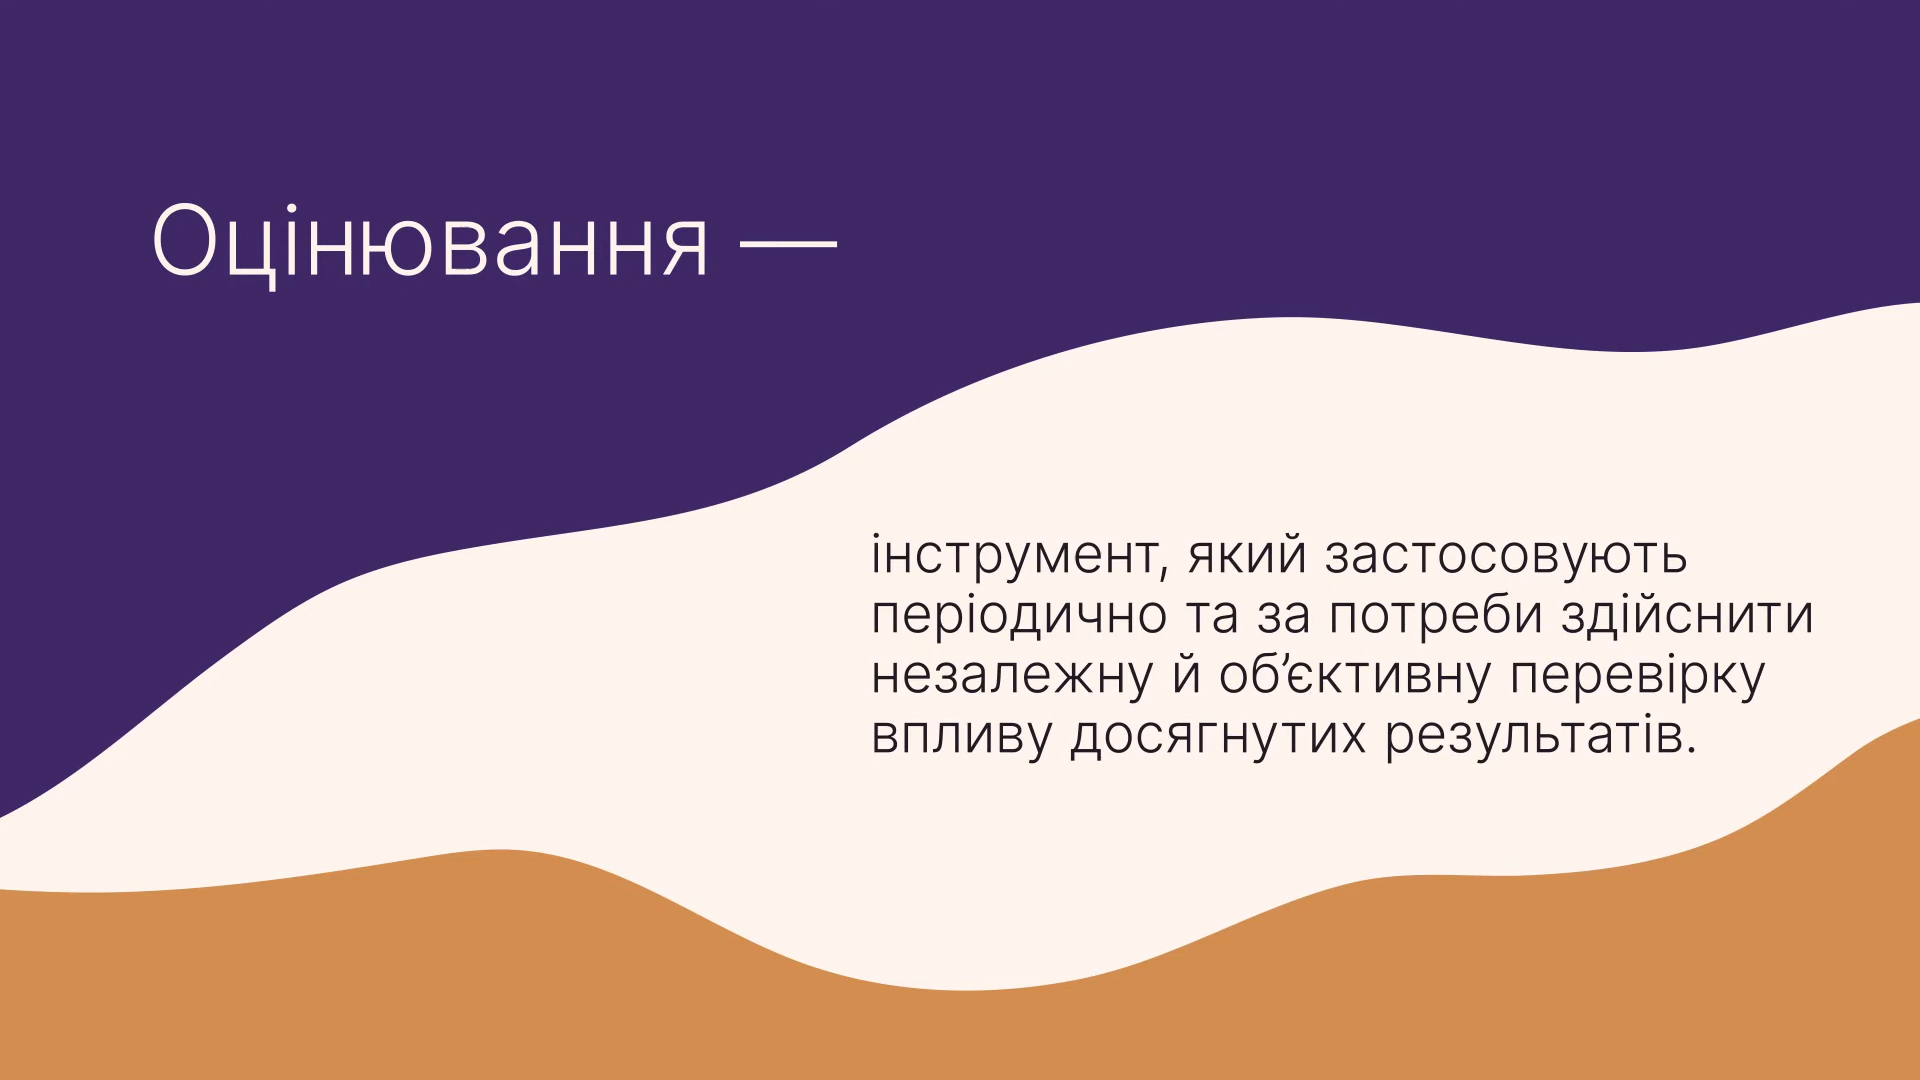 Оцінювання —
інструмент, який застосовують
періодично та за потреби здійснити
незалежну й об’єктивну перевірку
впливу досягнутих результатів.